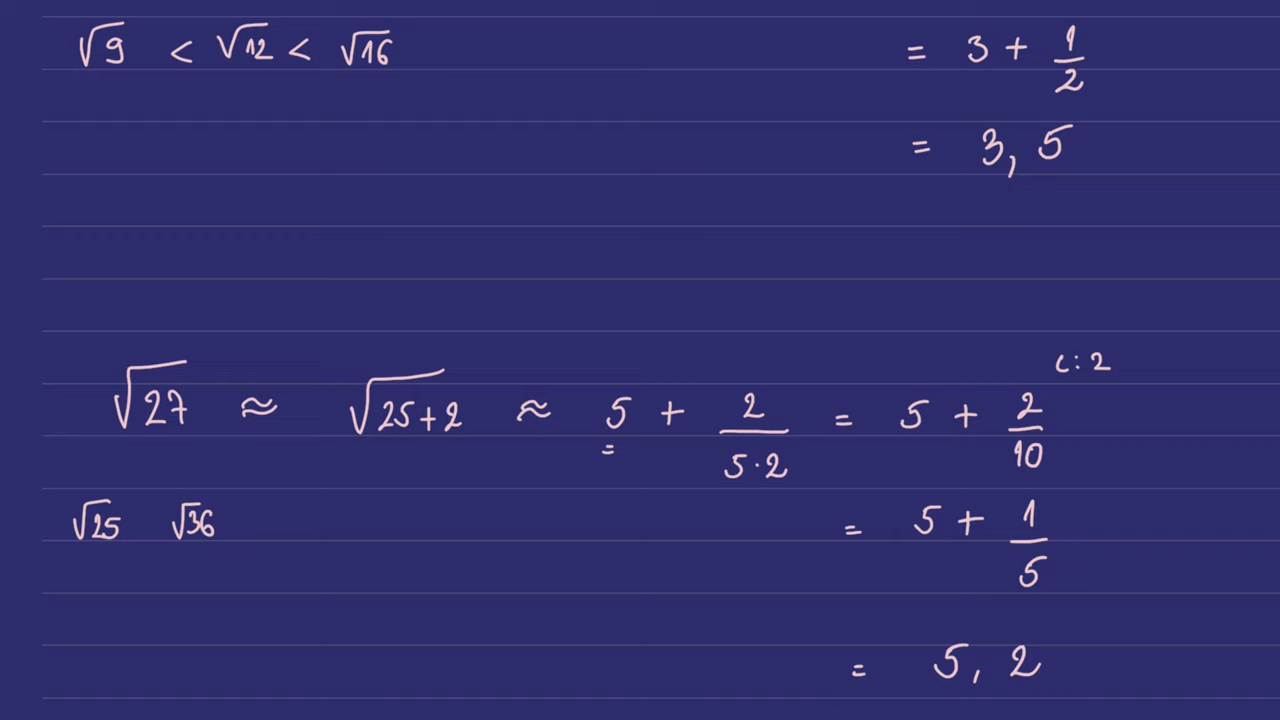 √9 < √12 < √16 = 3 + 1/2
= 3,5
c:2
√27 ≈ √25+2 ≈ 5 + 2/5·2 = 5 + 2/10
=
√25 √36 = 5 + 1/5
= 5,2